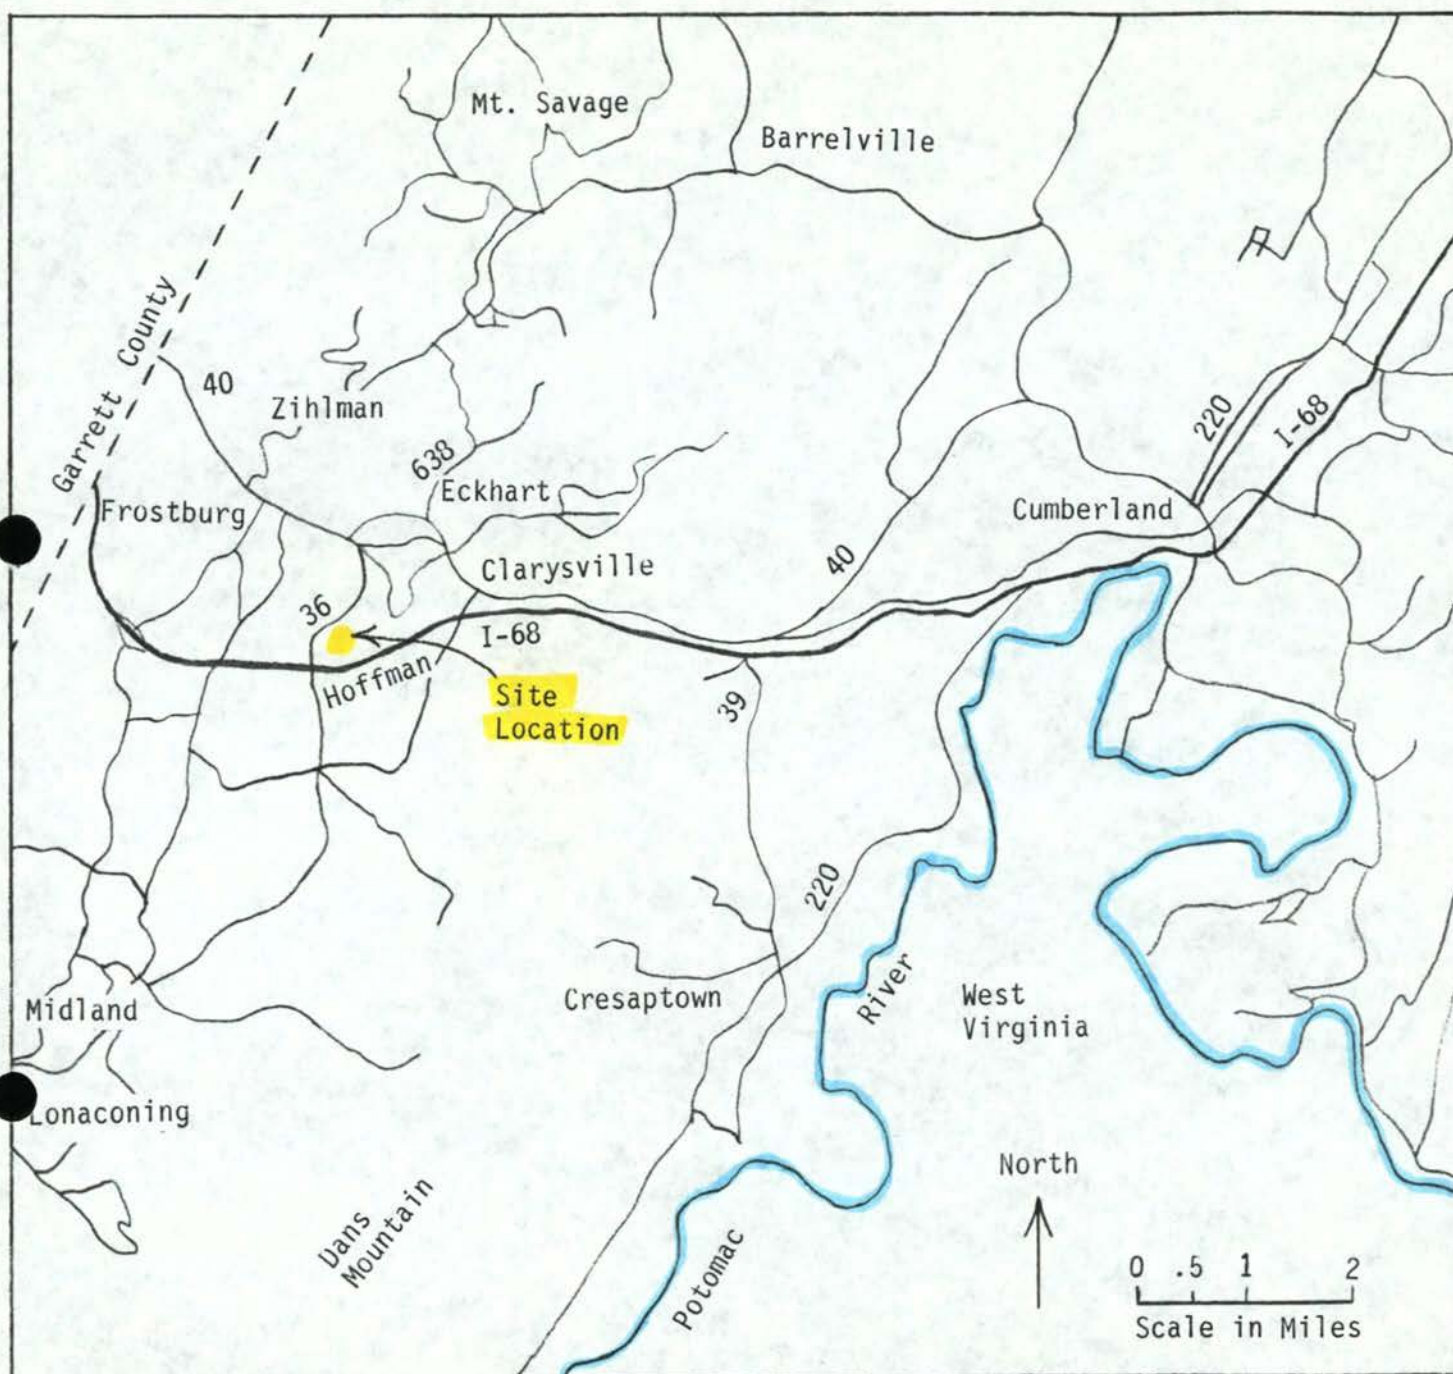 Mt. Savage
Barrelville
Garrett County
40
Zihlman
220
I-68
638
Eckhart
Frostburg
Cumberland
40
Clarysville
36
I-68
Hoffman
Site
Location
39
220
Cresaptown
River
West
Virginia
Midland
Lonaconing
North
Dans
Mountain
Potomac
0 .5 1 2
Scale in Miles